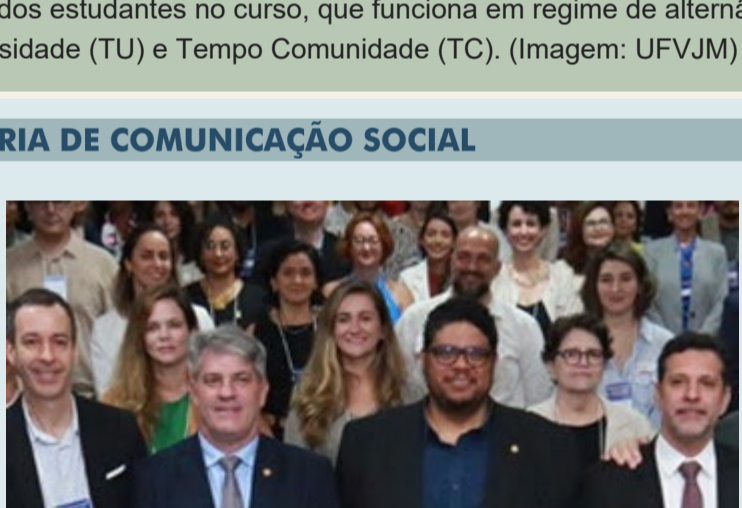 dos estudantes no curso, que funciona em regime de alterná
sidade (TU) e Tempo Comunidade (TC). (Imagem: UFVJM)
RIA DE COMUNICAÇÃO SOCIAL